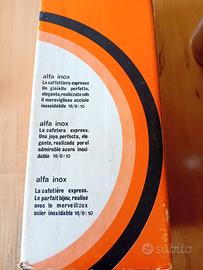 alfa inox
La caffettiera espresso
Un gioiello perfetto,
elegante, realizzato con
il meraviglioso acciaio
inossidabile 18/8:10
alfa inox
La cafetera express.
Una joya perfecta, ele-
gante, realizada por el
admirable acero inoxi-
dable 18/8:10
alfa inox
La cafetière express.
Le parfait bijou, realisé
avec le merveilleux
acier inoxidable 18/8:10
subito